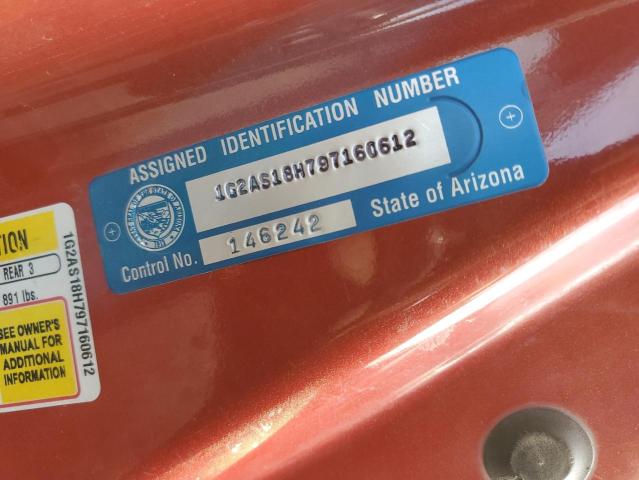 ASSIGNED IDENTIFICATION NUMBER
1G2AS18H797160612
Control No. 146242 State of Arizona
TION
REAR 3
891 lbs.
SEE OWNER'S
MANUAL FOR
ADDITIONAL
INFORMATION
1G2AS18H797160612